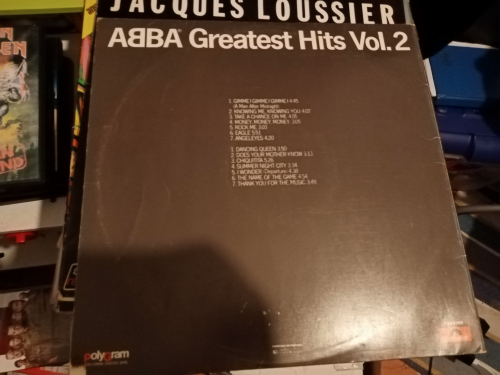 JACQUES LOUSSIER
ABBA Greatest Hits Vol. 2
1. GIMME! GIMME! GIMME! 4:45
(A Man After Midnight)
2. KNOWING ME, KNOWING YOU 4:02
3. TAKE A CHANCE ON ME 4:05
4. MONEY, MONEY, MONEY 3:05
5. ROCK ME 3:03
6. EAGLE 5:51
7. ANGELEYES 4:20
1. DANCING QUEEN 3:50
2. DOES YOUR MOTHER KNOW 3:13
3. CHIQUITITA 5:26
4. SUMMER NIGHT CITY 3:34
5. I WONDER (Departure) 4:38
6. THE NAME OF THE GAME 4:54
7. THANK YOU FOR THE MUSIC 3:49
polygram